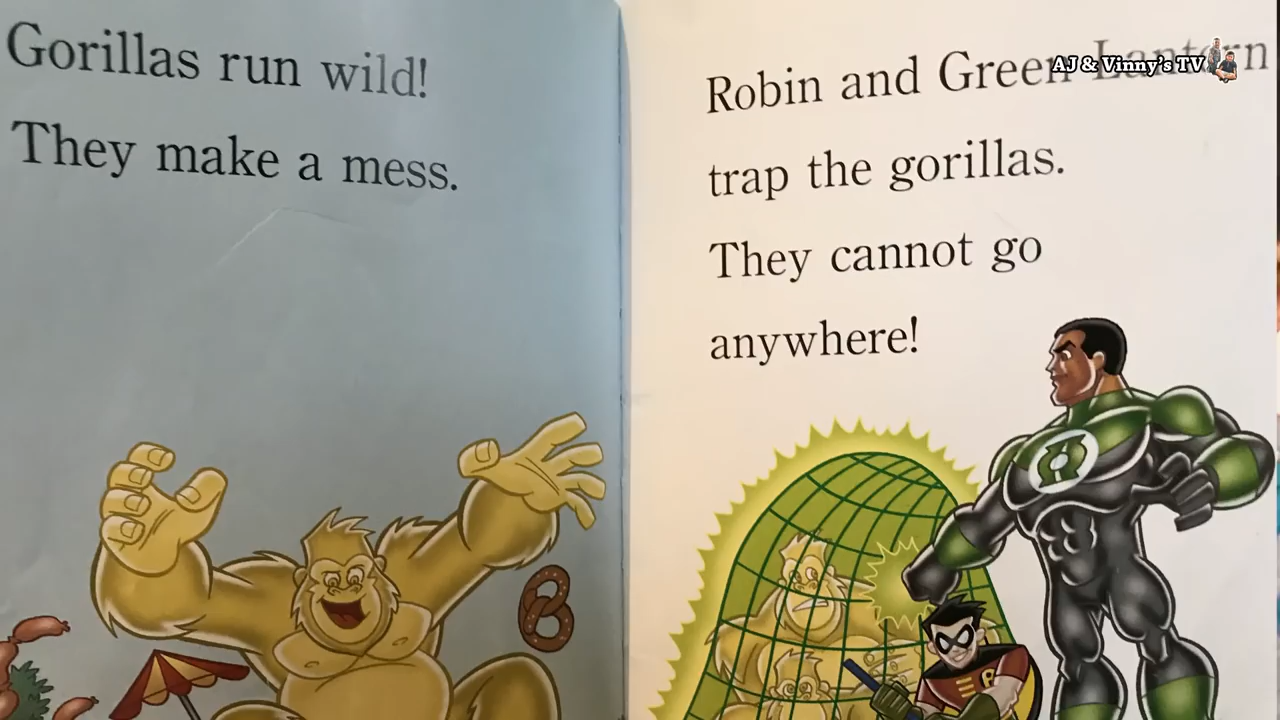 Gorillas run wild!
They make a mess.
Robin and Green Lantern
trap the gorillas.
They cannot go
anywhere!
AJ & Vinny's TV
R